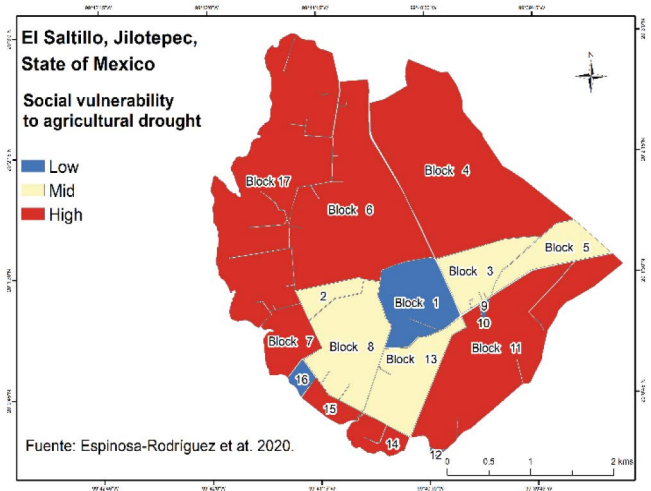 El Saltillo, Jilotepec,
State of Mexico
N
Social vulnerability
to agricultural drought
Low
Mid
High
Block 17
Block 4
Block 6
Block 5
Block 3
2
Block 1
9
10
Block 7
Block 8
Block 13
Block 11
16
15
14
12
Fuente: Espinosa-Rodríguez et at. 2020.
0 0,5 1 2 kms